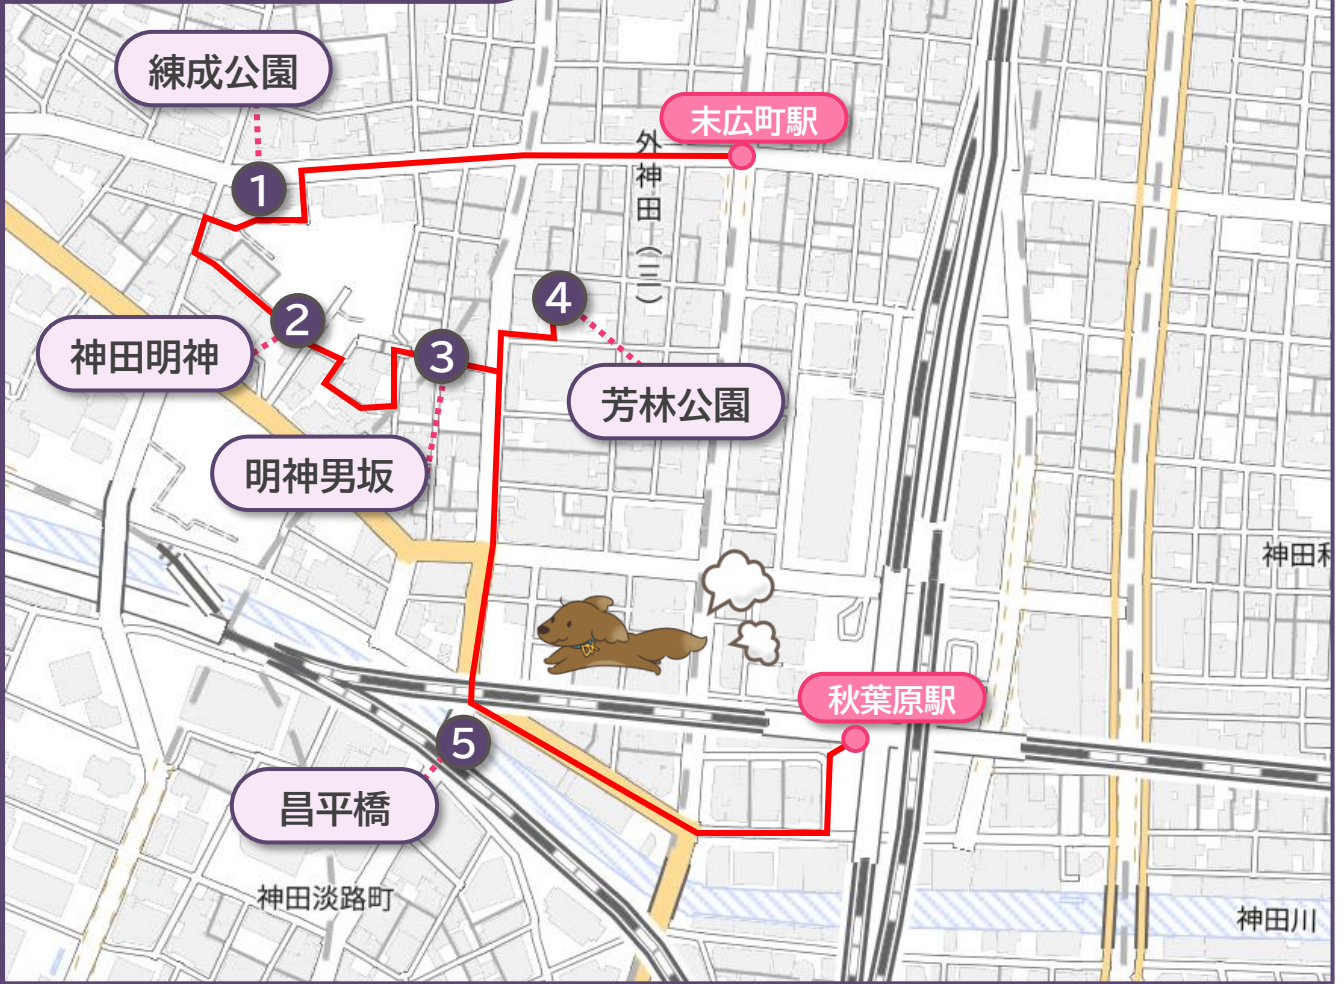 練成公園
末広町駅
外神田（三）
1
2
神田明神
3
4
芳林公園
明神男坂
神田和
秋葉原駅
5
昌平橋
神田淡路町
神田川